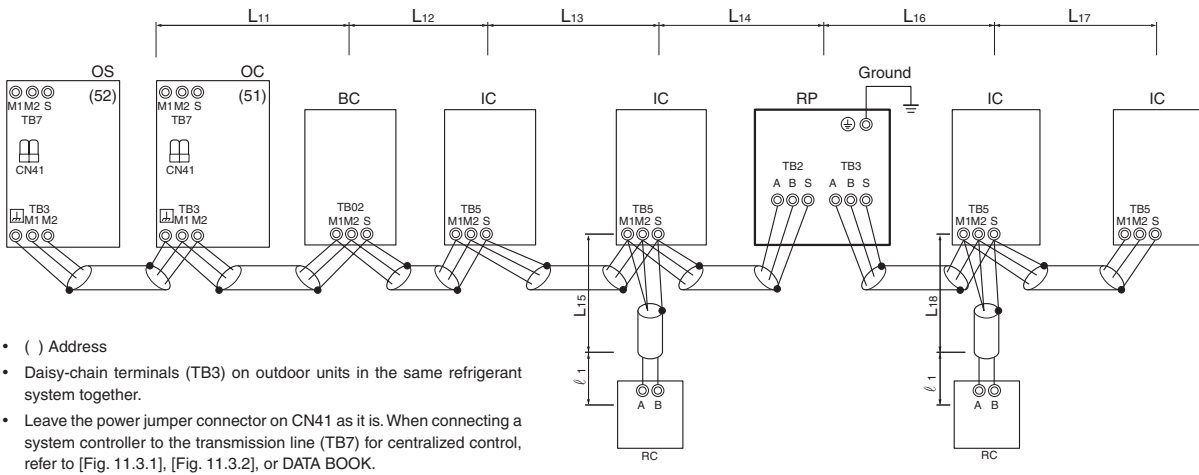 L11 L12 L13 L14 L16 L17
OS OC Ground
(52) (51) BC IC IC RP IC IC
M1 M2 S M1 M2 S
TB7 TB7
CN41 CN41
TB2 TB3
A B S A B S
TB3 TB3 TB02 TB5 TB5 TB5 TB5
M1 M2 M1 M2 M1 M2 S M1 M2 S M1 M2 S M1 M2 S M1 M2 S
L15 L18
ℓ1 ℓ1
A B A B
RC RC
• ( ) Address
• Daisy-chain terminals (TB3) on outdoor units in the same refrigerant
system together.
• Leave the power jumper connector on CN41 as it is. When connecting a
system controller to the transmission line (TB7) for centralized control,
refer to [Fig. 11.3.1], [Fig. 11.3.2], or DATA BOOK.